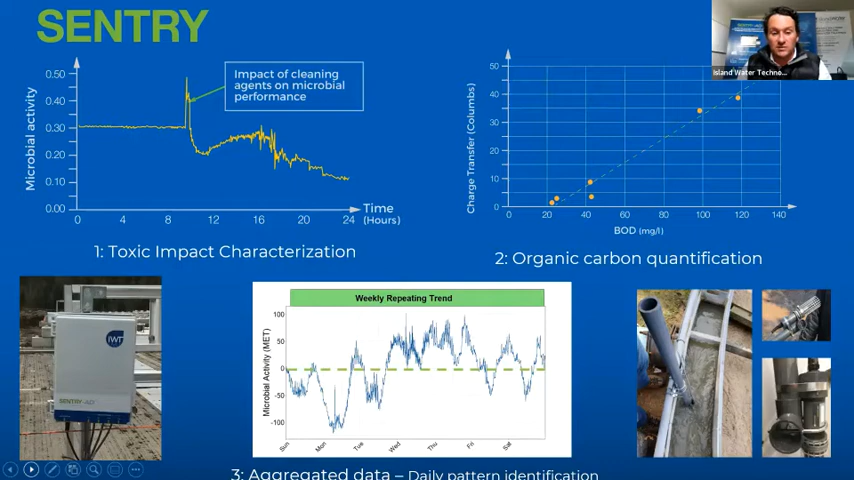 SENTRY
Island Water Techno...
0.50
0.40
0.30
0.20
0.10
0.00
Microbial activity
Impact of cleaning
agents on microbial
performance
0 4 8 12 16 20 24
Time
(Hours)
1: Toxic Impact Characterization
50
40
30
20
10
0
Charge Transfer (Columbs)
0 20 40 60 80 100 120 140
BOD (mg/l)
2: Organic carbon quantification
IWT
SENTRY-AD
Weekly Repeating Trend
100
50
0
-50
-100
Microbial Activity (MET)
Sun Mon Tue Wed Thu Fri Sat
3: Aggregated data – Daily pattern identification